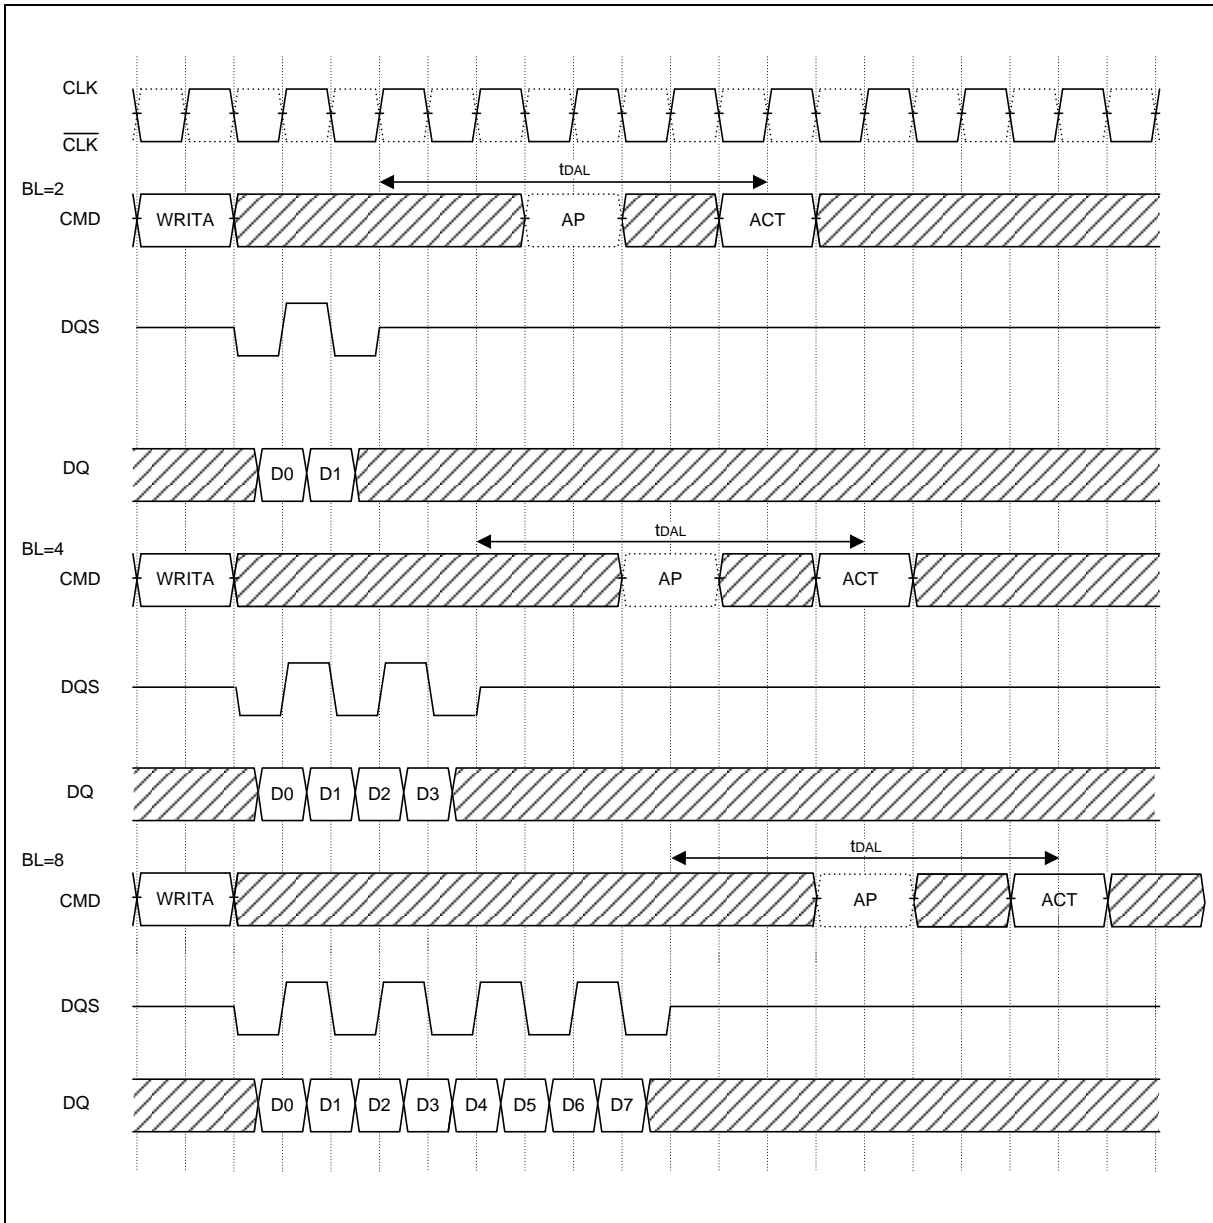 CLK
CLK
tDAL
BL=2
CMD WRITA AP ACT
DQS
DQ D0 D1
tDAL
BL=4
CMD WRITA AP ACT
DQS
DQ D0 D1 D2 D3
tDAL
BL=8
CMD WRITA AP ACT
DQS
DQ D0 D1 D2 D3 D4 D5 D6 D7